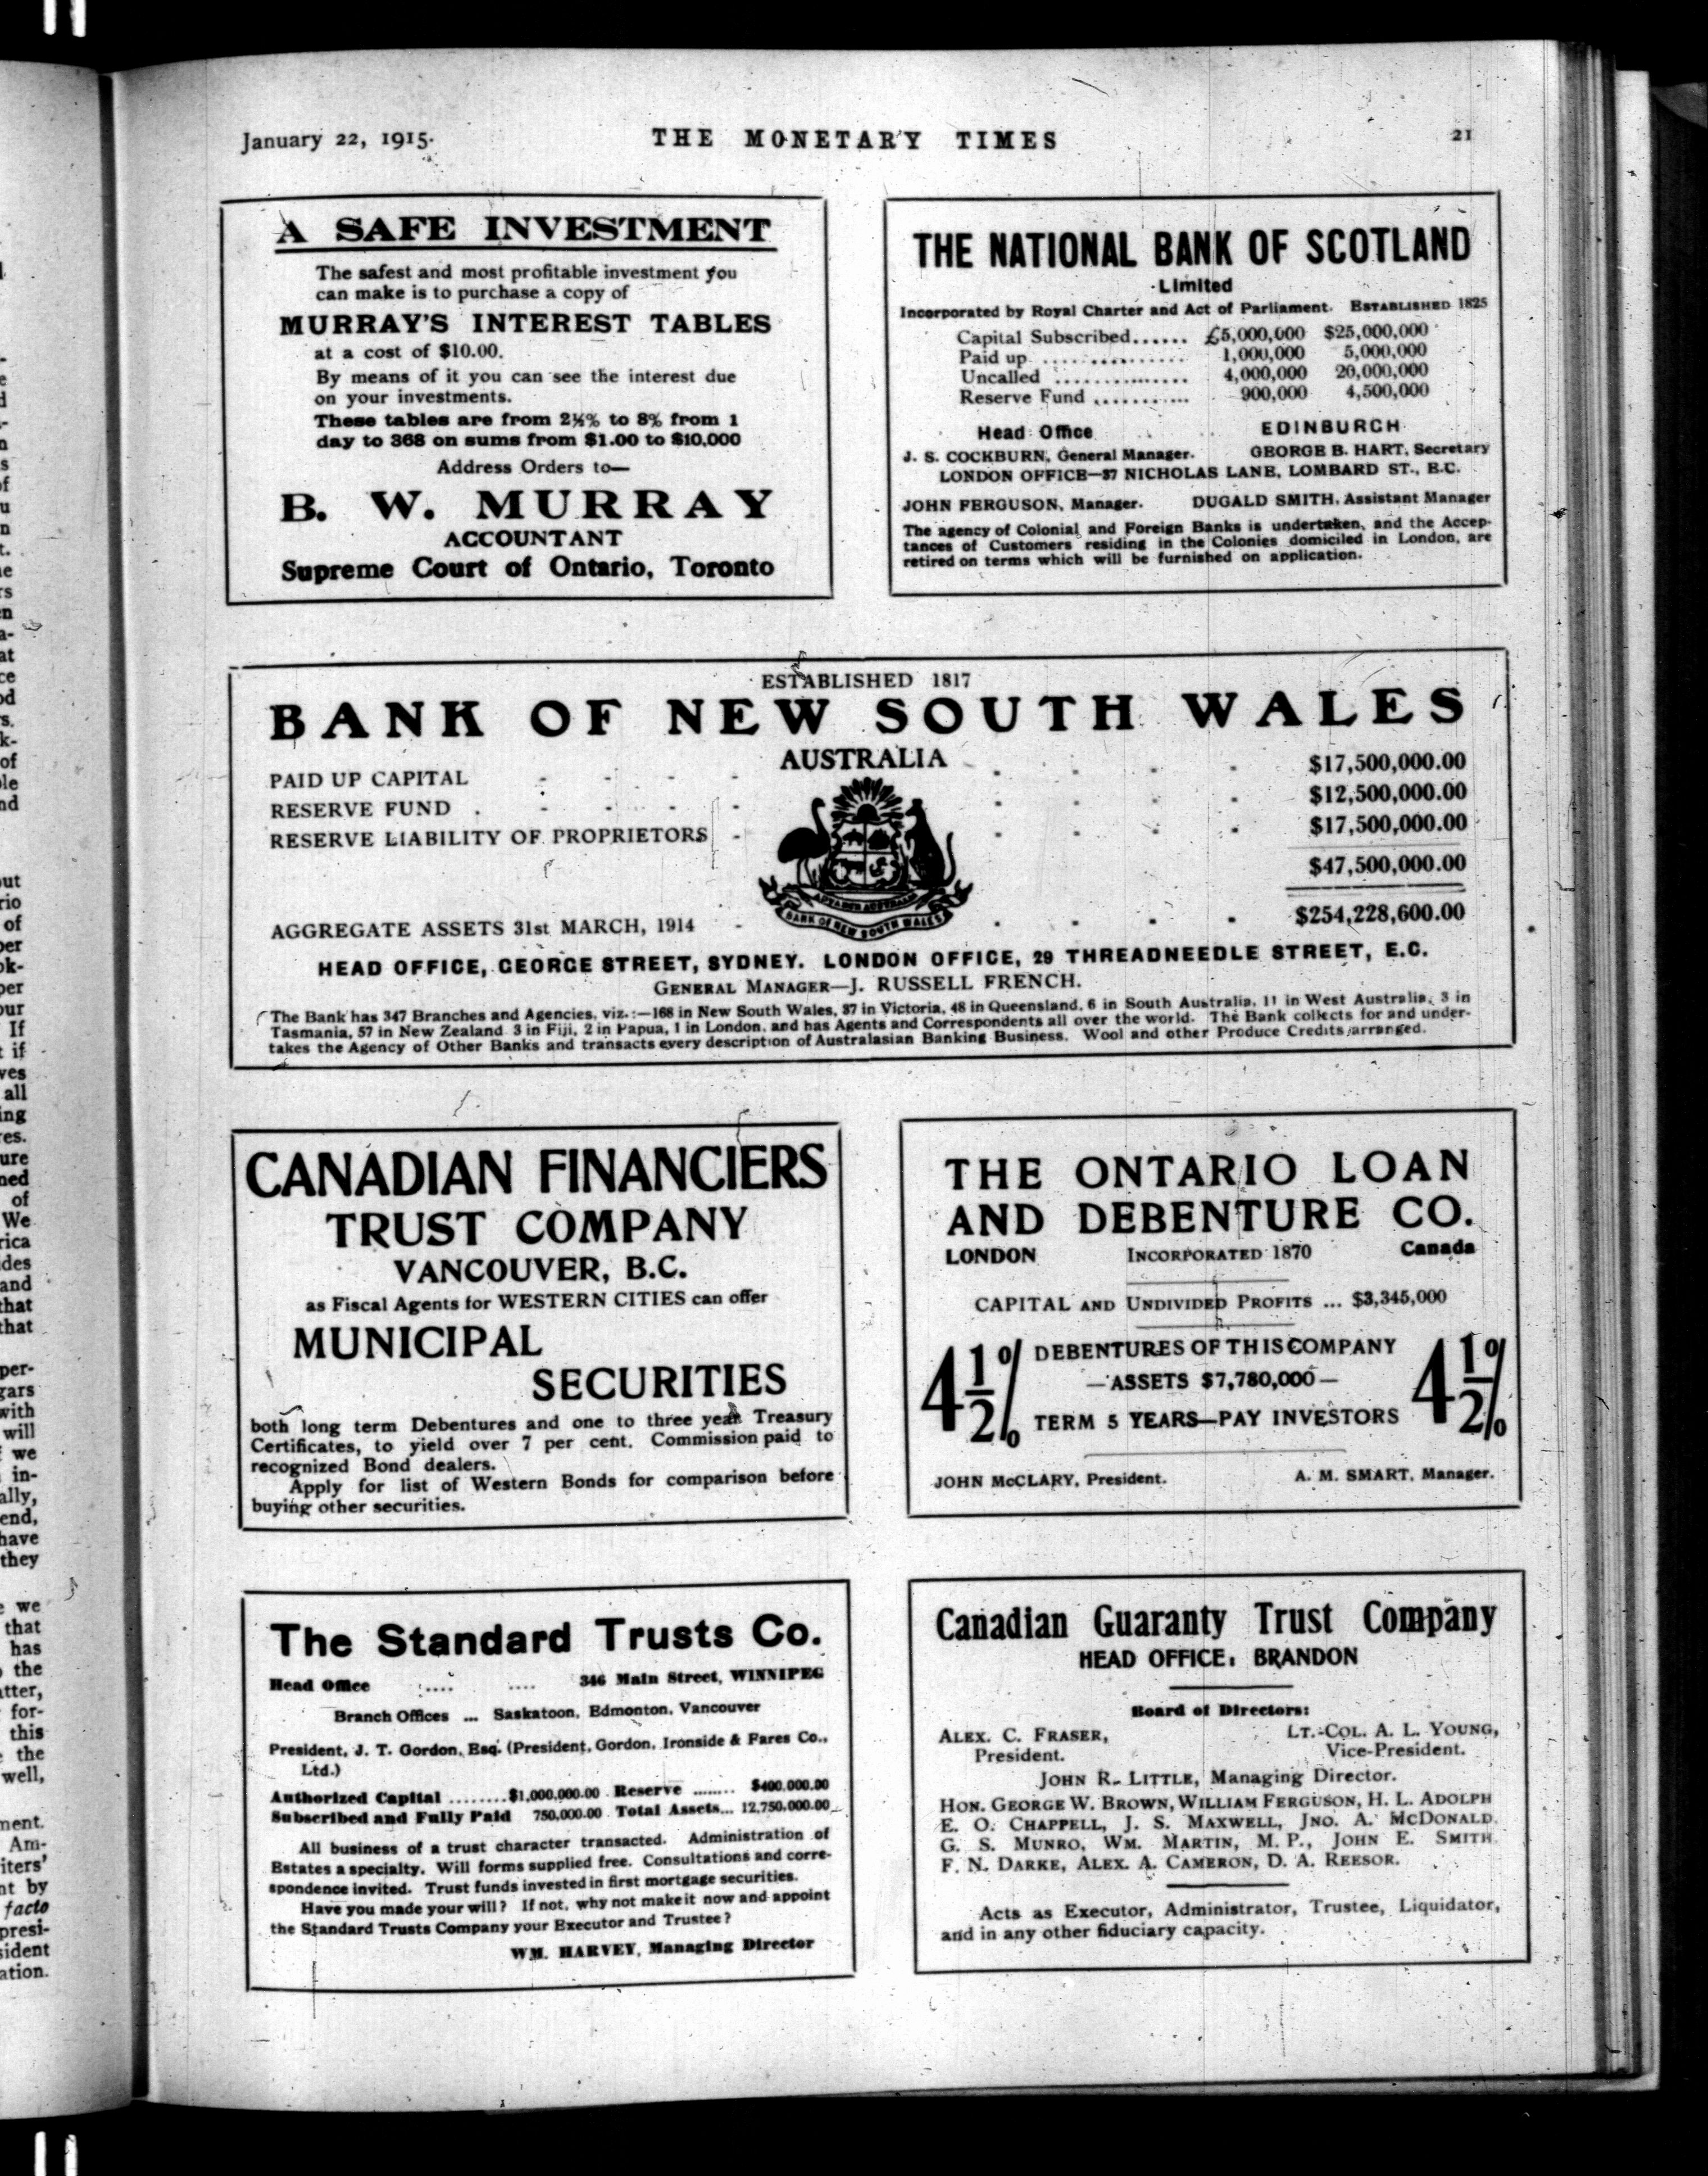 January 22, 1915.
THE MONETARY TIMES
21
A SAFE INVESTMENT
The safest and most profitable investment you
can make is to purchase a copy of
MURRAY'S INTEREST TABLES
at a cost of $10.00.
By means of it you can see the interest due
on your investments.
These tables are from 2½% to 8% from 1
day to 368 on sums from $1.00 to $10,000
Address Orders to—
B. W. MURRAY
ACCOUNTANT
Supreme Court of Ontario, Toronto
THE NATIONAL BANK OF SCOTLAND
Limited
Incorporated by Royal Charter and Act of Parliament. ESTABLISHED 1825
Capital Subscribed...... £5,000,000 $25,000,000
Paid up ............... 1,000,000 5,000,000
Uncalled .............. 4,000,000 20,000,000
Reserve Fund .......... 900,000 4,500,000
Head Office EDINBURGH
J. S. COCKBURN, General Manager. GEORGE B. HART, Secretary
LONDON OFFICE—37 NICHOLAS LANE, LOMBARD ST., E.C.
JOHN FERGUSON, Manager. DUGALD SMITH, Assistant Manager
The agency of Colonial and Foreign Banks is undertaken, and the Accep-
tances of Customers residing in the Colonies domiciled in London, are
retired on terms which will be furnished on application.
ESTABLISHED 1817
BANK OF NEW SOUTH WALES
AUSTRALIA
PAID UP CAPITAL - - - - $17,500,000.00
RESERVE FUND - - - - $12,500,000.00
RESERVE LIABILITY OF PROPRIETORS - $17,500,000.00
$47,500,000.00
ADVANCE AUSTRALIA
BANK OF NEW SOUTH WALES
AGGREGATE ASSETS 31st MARCH, 1914 - $254,228,600.00
HEAD OFFICE, GEORGE STREET, SYDNEY. LONDON OFFICE, 29 THREADNEEDLE STREET, E.C.
GENERAL MANAGER—J. RUSSELL FRENCH.
The Bank has 347 Branches and Agencies, viz.:—168 in New South Wales, 37 in Victoria, 48 in Queensland, 6 in South Australia, 11 in West Australia, 3 in
Tasmania, 57 in New Zealand 3 in Fiji, 2 in Papua, 1 in London, and has Agents and Correspondents all over the world. The Bank collects for and under-
takes the Agency of Other Banks and transacts every description of Australasian Banking Business. Wool and other Produce Credits arranged.
CANADIAN FINANCIERS
TRUST COMPANY
VANCOUVER, B.C.
as Fiscal Agents for WESTERN CITIES can offer
MUNICIPAL
SECURITIES
both long term Debentures and one to three year Treasury
Certificates, to yield over 7 per cent. Commission paid to
recognized Bond dealers.
Apply for list of Western Bonds for comparison before
buying other securities.
THE ONTARIO LOAN
AND DEBENTURE CO.
LONDON INCORPORATED 1870 Canada
CAPITAL AND UNDIVIDED PROFITS ... $3,345,000
4½% DEBENTURES OF THIS COMPANY 4½%
—ASSETS $7,780,000—
TERM 5 YEARS—PAY INVESTORS
JOHN McCLARY, President. A. M. SMART, Manager.
The Standard Trusts Co.
Head Office .... .... 346 Main Street, WINNIPEG
Branch Offices ... Saskatoon, Edmonton, Vancouver
President, J. T. Gordon, Esq. (President, Gordon, Ironside & Fares Co.,
Ltd.)
Authorized Capital ........$1,000,000.00 Reserve ........ $400,000.00
Subscribed and Fully Paid 750,000.00 Total Assets... 12,750,000.00
All business of a trust character transacted. Administration of
Estates a specialty. Will forms supplied free. Consultations and corre-
spondence invited. Trust funds invested in first mortgage securities.
Have you made your will? If not, why not make it now and appoint
the Standard Trusts Company your Executor and Trustee?
WM. HARVEY, Managing Director
Canadian Guaranty Trust Company
HEAD OFFICE: BRANDON
Board of Directors:
ALEX. C. FRASER, LT.-COL. A. L. YOUNG,
President. Vice-President.
JOHN R. LITTLE, Managing Director.
HON. GEORGE W. BROWN, WILLIAM FERGUSON, H. L. ADOLPH
E. O. CHAPPELL, J. S. MAXWELL, JNO. A. McDONALD
G. S. MUNRO, WM. MARTIN, M.P., JOHN E. SMITH
F. N. DARKE, ALEX. A. CAMERON, D. A. REESOR.
Acts as Executor, Administrator, Trustee, Liquidator,
and in any other fiduciary capacity.